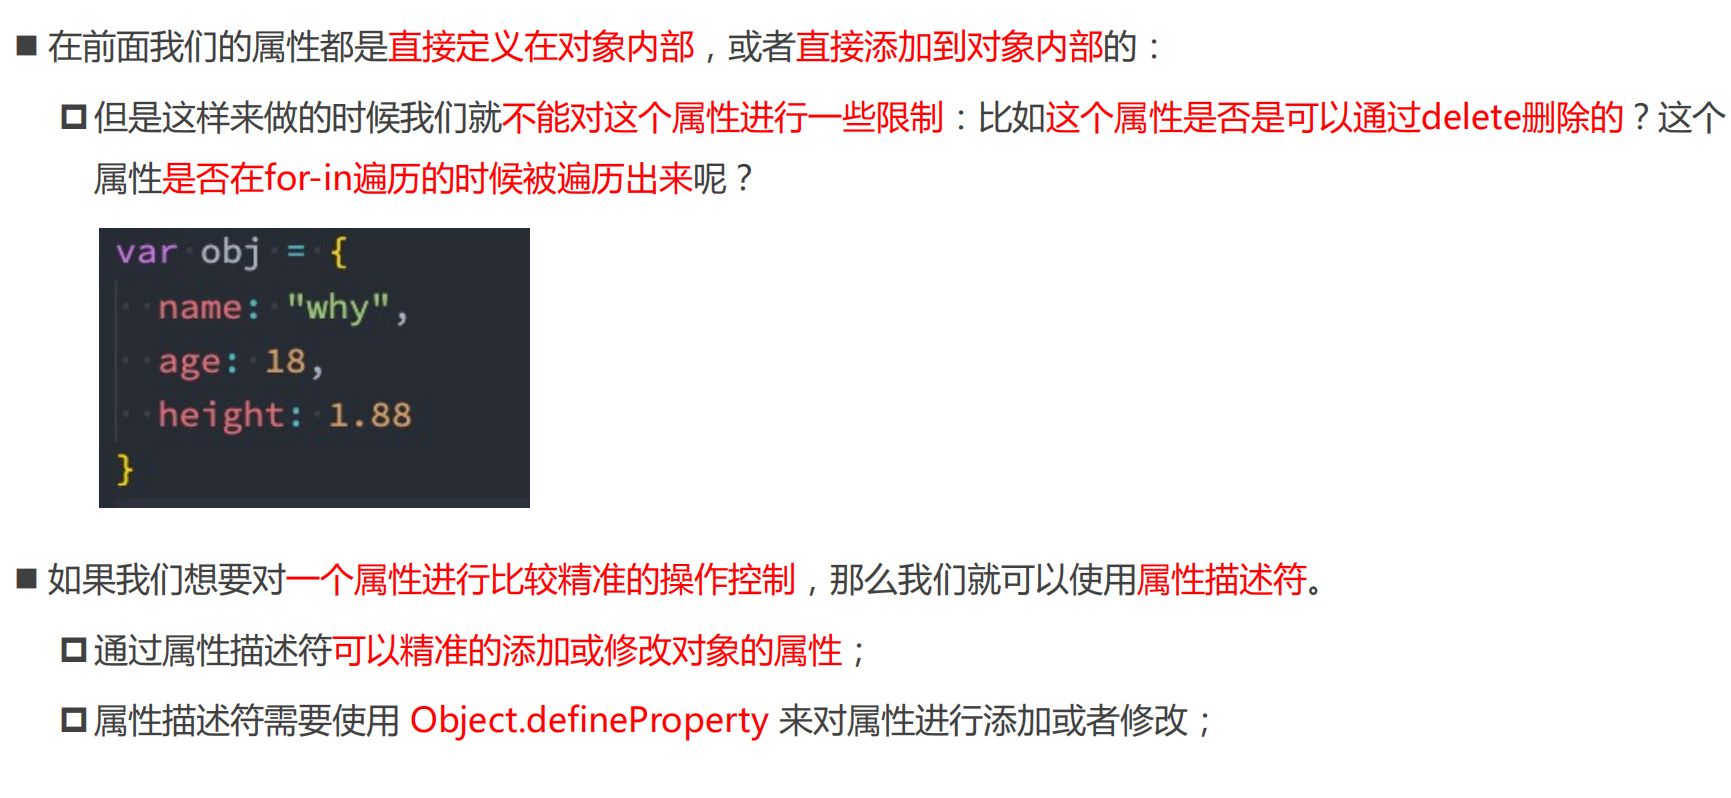 在前面我们的属性都是直接定义在对象内部，或者直接添加到对象内部的：
但是这样来做的时候我们就不能对这个属性进行一些限制：比如这个属性是否是可以通过delete删除的？这个
属性是否在for-in遍历的时候被遍历出来呢？
var obj = {
name: "why",
age: 18,
height: 1.88
}
如果我们想要对一个属性进行比较精准的操作控制，那么我们就可以使用属性描述符。
通过属性描述符可以精准的添加或修改对象的属性；
属性描述符需要使用 Object.defineProperty 来对属性进行添加或者修改；